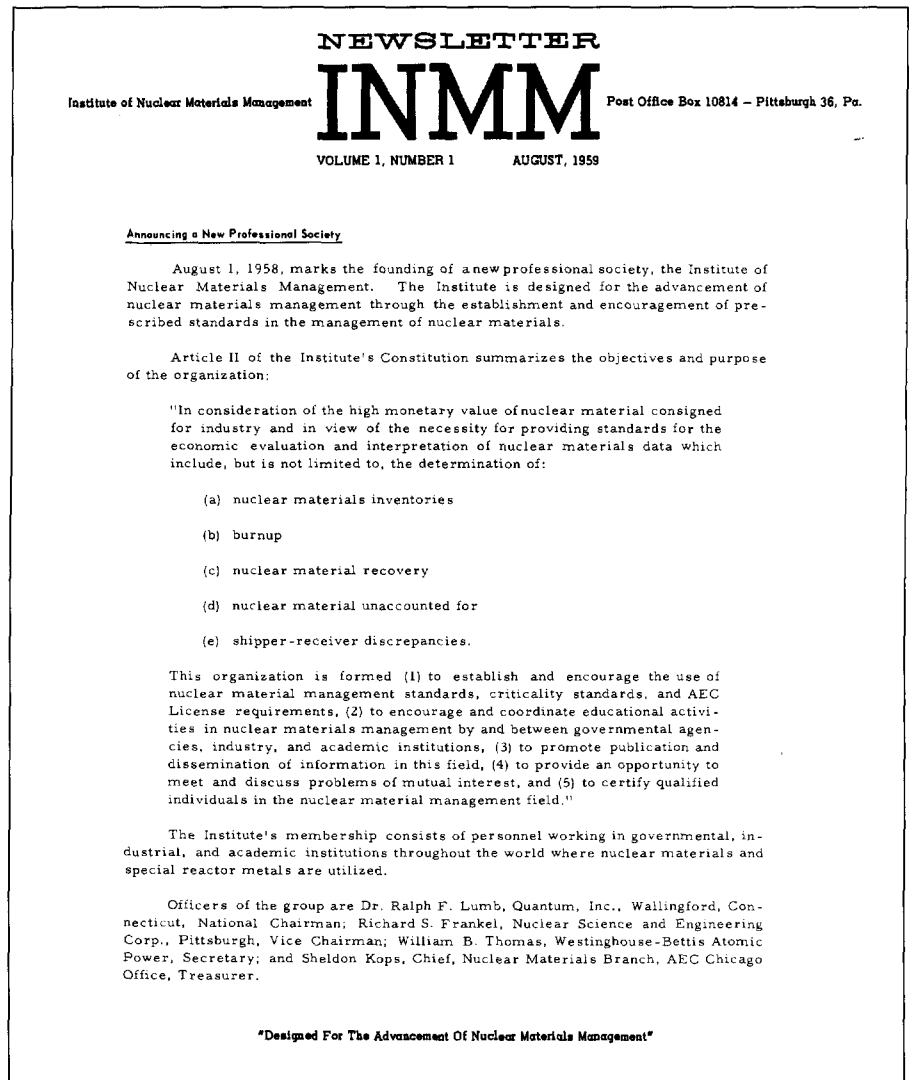 NEWSLETTER
Institute of Nuclear Materials Management INMM Post Office Box 10814 – Pittsburgh 36, Pa.
VOLUME 1, NUMBER 1 AUGUST, 1959
Announcing a New Professional Society
August 1, 1958, marks the founding of a new professional society, the Institute of
Nuclear Materials Management. The Institute is designed for the advancement of
nuclear materials management through the establishment and encouragement of pre-
scribed standards in the management of nuclear materials.
Article II of the Institute's Constitution summarizes the objectives and purpose
of the organization:
"In consideration of the high monetary value of nuclear material consigned
for industry and in view of the necessity for providing standards for the
economic evaluation and interpretation of nuclear materials data which
include, but is not limited to, the determination of:
(a) nuclear materials inventories
(b) burnup
(c) nuclear material recovery
(d) nuclear material unaccounted for
(e) shipper-receiver discrepancies.
This organization is formed (1) to establish and encourage the use of
nuclear material management standards, criticality standards, and AEC
License requirements, (2) to encourage and coordinate educational activi-
ties in nuclear materials management by and between governmental agen-
cies, industry, and academic institutions, (3) to promote publication and
dissemination of information in this field, (4) to provide an opportunity to
meet and discuss problems of mutual interest, and (5) to certify qualified
individuals in the nuclear material management field."
The Institute's membership consists of personnel working in governmental, in-
dustrial, and academic institutions throughout the world where nuclear materials and
special reactor metals are utilized.
Officers of the group are Dr. Ralph F. Lumb, Quantum, Inc., Wallingford, Con-
necticut, National Chairman; Richard S. Frankel, Nuclear Science and Engineering
Corp., Pittsburgh, Vice Chairman; William B. Thomas, Westinghouse-Bettis Atomic
Power, Secretary; and Sheldon Kops, Chief, Nuclear Materials Branch, AEC Chicago
Office, Treasurer.
"Designed For The Advancement Of Nuclear Materials Management"